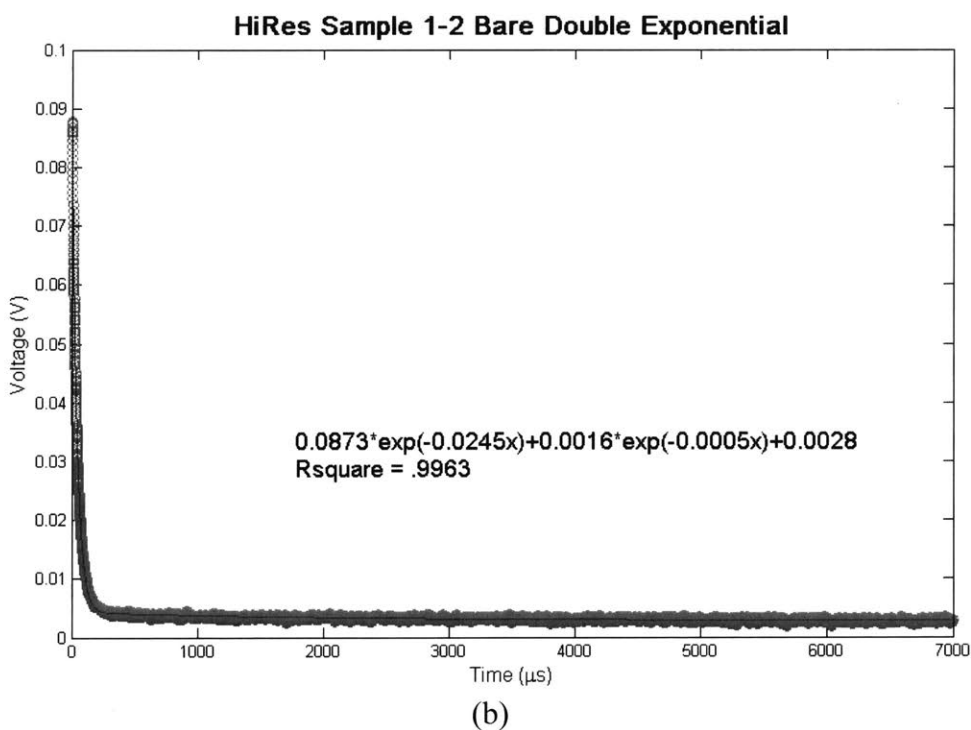 HiRes Sample 1-2 Bare Double Exponential
0.1
0.09
0.08
0.07
0.06
0.05
0.04
0.03
0.02
0.01
0
Voltage (V)
0.0873*exp(-0.0245x)+0.0016*exp(-0.0005x)+0.0028
Rsquare = .9963
0 1000 2000 3000 4000 5000 6000 7000
Time (μs)
(b)